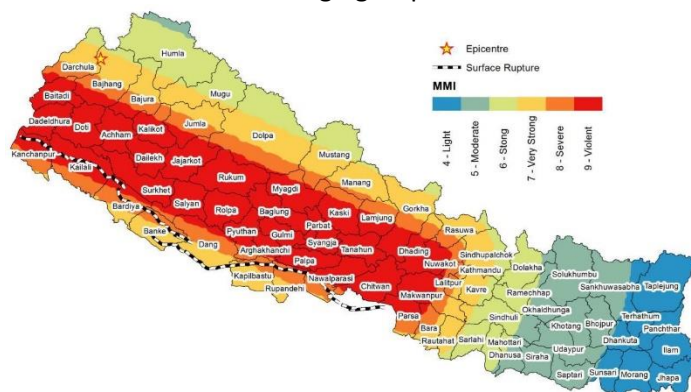 Epicentre
Surface Rupture
MMI
4 - Light
5 - Moderate
6 - Strong
7 - Very Strong
8 - Severe
9 - Violent
Humla
Darchula
Bajhang
Mugu
Baitadi
Bajura
Dadeldhura
Doti
Achham
Kalikot
Jumla
Dolpa
Mustang
Kanchanpur
Kailali
Dailekh
Jajarkot
Rukum
Manang
Surkhet
Myagdi
Gorkha
Bardiya
Salyan
Rolpa
Baglung
Kaski
Lamjung
Rasuwa
Banke
Dang
Pyuthan
Gulmi
Parbat
Syangja
Tanahun
Dhading
Sindhupalchok
Dolakha
Arghakhanchi
Palpa
Nuwakot
Kathmandu
Solukhumbu
Sankhuwasabha
Taplejung
Kapilbastu
Rupandehi
Nawalparasi
Chitwan
Lalitpur
Kavre
Ramechhap
Makwanpur
Okhaldhunga
Terhathum
Panchthar
Parsa
Bara
Sindhuli
Khotang
Bhojpur
Dhankuta
Ilam
Rautahat
Sarlahi
Mahottari
Dhanusa
Siraha
Udaypur
Saptari
Sunsari
Morang
Jhapa